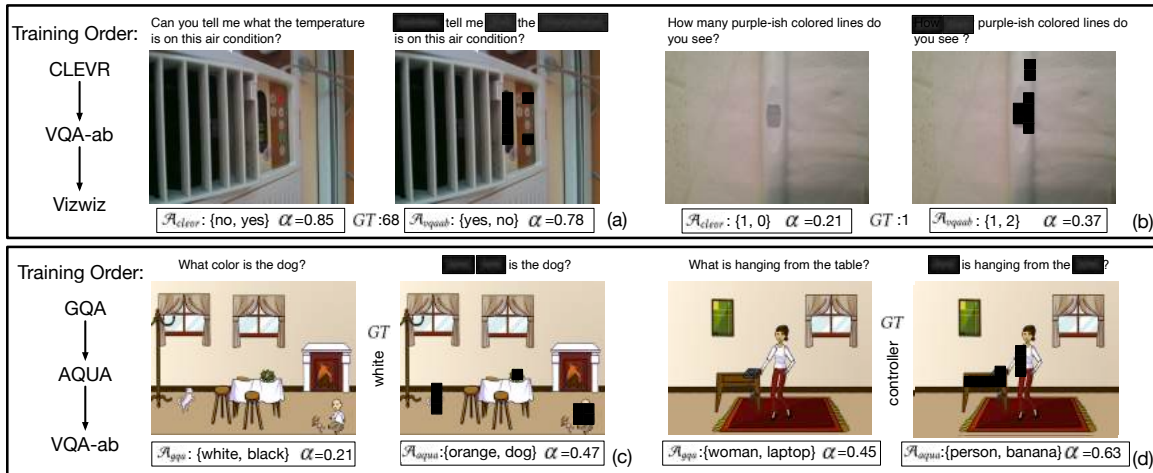 Training Order:
CLEVR
VQA-ab
Vizwiz
Can you tell me what the temperature
is on this air condition?
tell me the
is on this air condition?
𝒜clevr: {no, yes} α=0.85
GT :68
𝒜vqaab: {yes, no} α=0.78
(a)
How many purple-ish colored lines do
you see?
How purple-ish colored lines do
you see ?
𝒜clevr: {1, 0} α=0.21
GT :1
𝒜vqaab: {1, 2} α=0.37
(b)
Training Order:
GQA
AQUA
VQA-ab
What color is the dog?
is the dog?
GT
white
𝒜gqa: {white, black} α=0.21
𝒜aqua:{orange, dog} α=0.47
(c)
What is hanging from the table?
is hanging from the ?
GT
controller
𝒜gqa: {woman, laptop} α=0.45
𝒜aqua:{person, banana} α=0.63
(d)